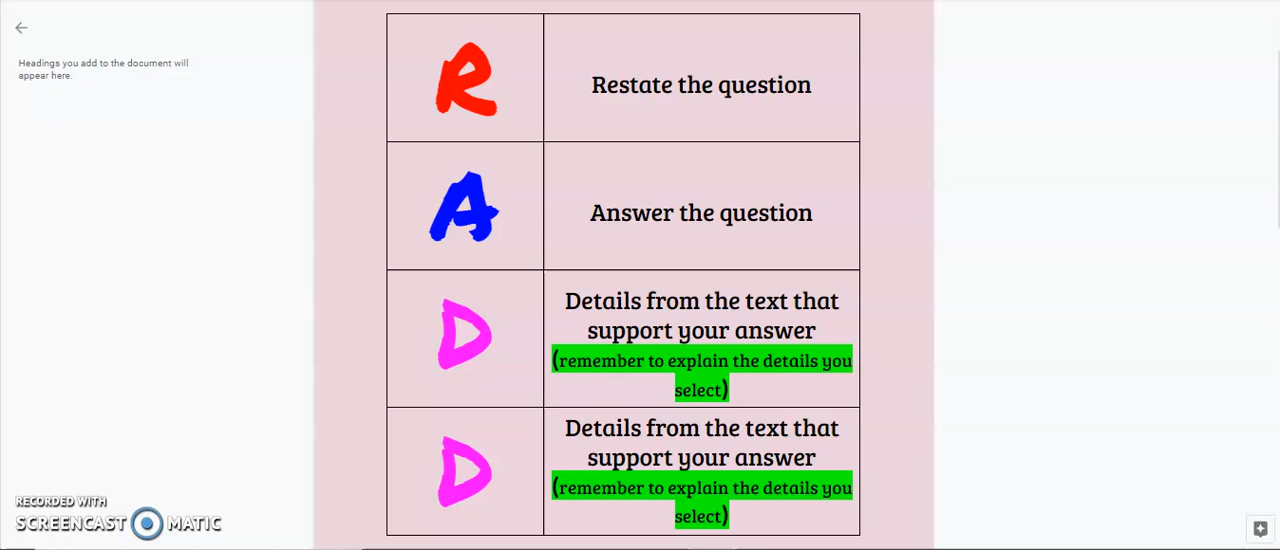 Headings you add to the document will
appear here.
R
Restate the question
A
Answer the question
D
Details from the text that
support your answer
(remember to explain the details you
select)
D
Details from the text that
support your answer
(remember to explain the details you
select)
RECORDED WITH
SCREENCAST MATIC